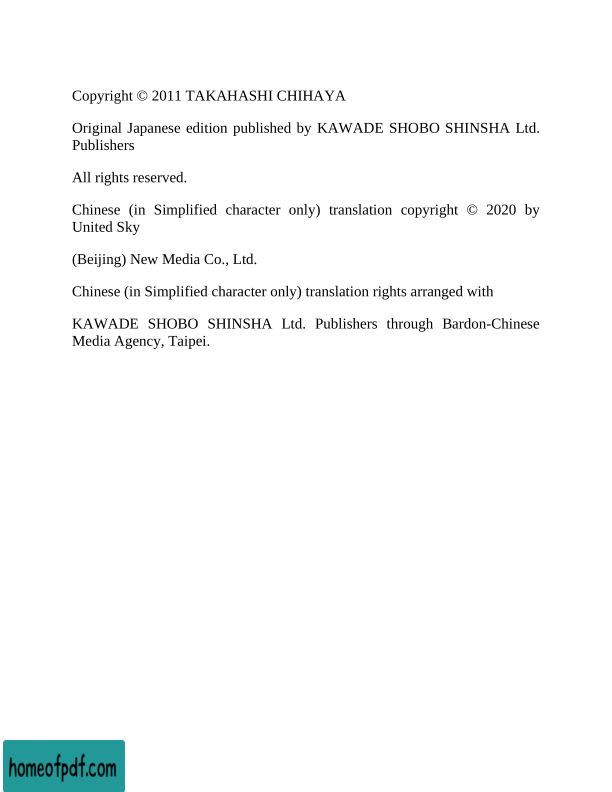 Copyright © 2011 TAKAHASHI CHIHAYA
Original Japanese edition published by KAWADE SHOBO SHINSHA Ltd.
Publishers
All rights reserved.
Chinese (in Simplified character only) translation copyright © 2020 by
United Sky
(Beijing) New Media Co., Ltd.
Chinese (in Simplified character only) translation rights arranged with
KAWADE SHOBO SHINSHA Ltd. Publishers through Bardon-Chinese
Media Agency, Taipei.
homeofpdf.com